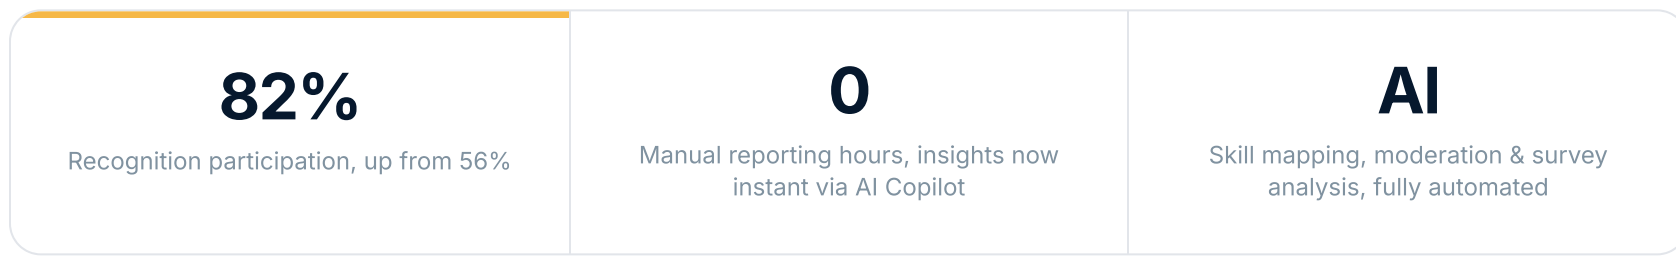 82%
Recognition participation, up from 56%
0
Manual reporting hours, insights now
instant via AI Copilot
AI
Skill mapping, moderation & survey
analysis, fully automated